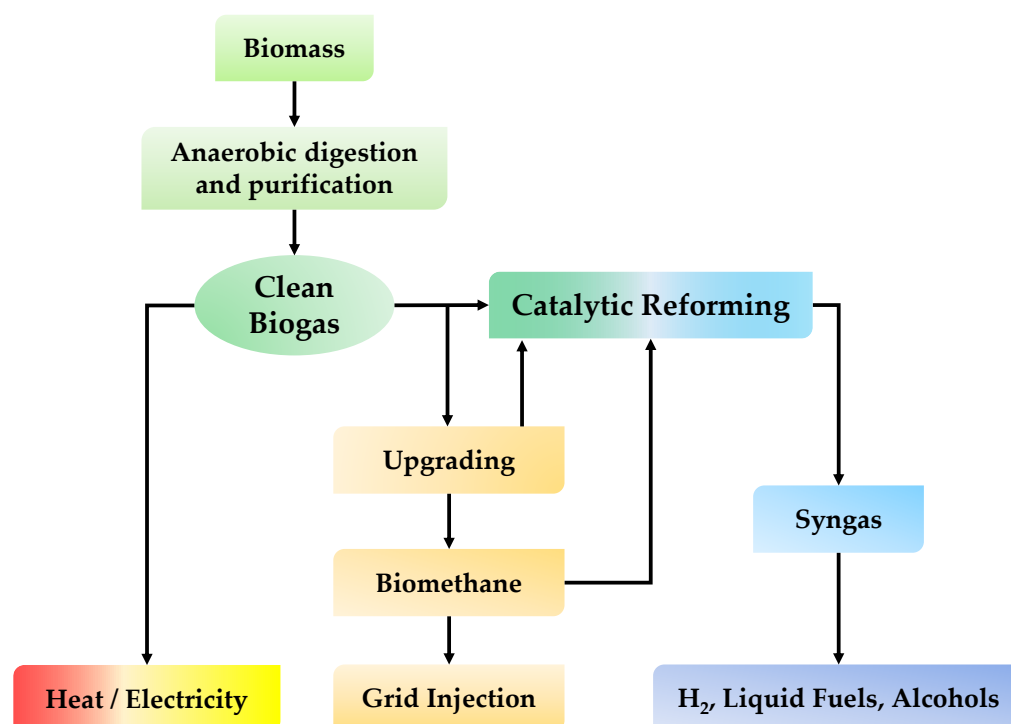 Biomass
Anaerobic digestion
and purification
Clean
Biogas
Catalytic Reforming
Upgrading
Syngas
Biomethane
Heat / Electricity
Grid Injection
H₂, Liquid Fuels, Alcohols